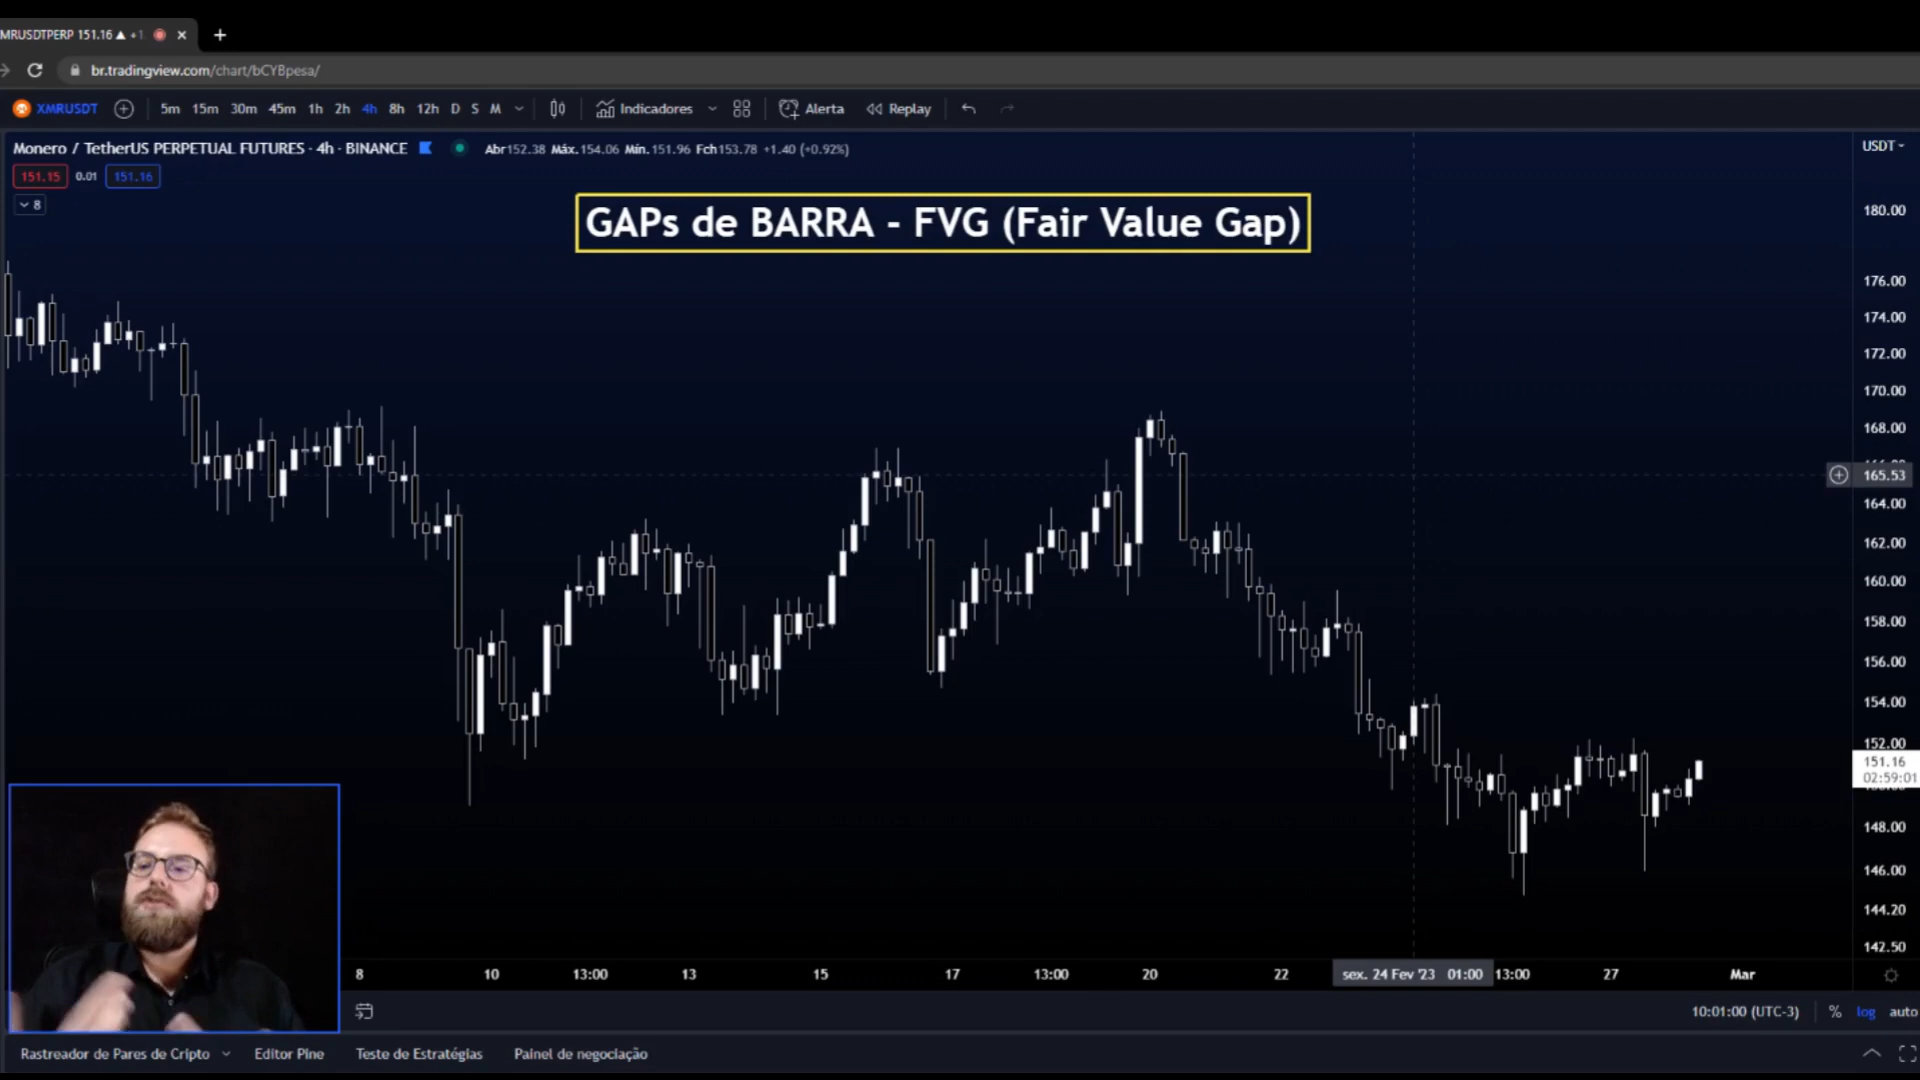 MRUSDTPERP 151.16 ▲ +1.
br.tradingview.com/chart/bCYBpesa/
XMRUSDT 5m 15m 30m 45m 1h 2h 4h 8h 12h D S M Indicadores Alerta Replay
Monero / TetherUS PERPETUAL FUTURES · 4h · BINANCE Abr152.38 Máx.154.06 Mín.151.96 Fch153.78 +1.40 (+0.92%)
USDT
151.15 0.01 151.16
8
GAPs de BARRA - FVG (Fair Value Gap)
180.00
176.00
174.00
172.00
170.00
168.00
165.53
164.00
162.00
160.00
158.00
156.00
154.00
152.00
151.16
02:59:01
148.00
146.00
144.20
142.50
8 10 13:00 13 15 17 13:00 20 22 sex. 24 Fev '23 01:00 13:00 27 Mar
10:01:00 (UTC-3) % log auto
Rastreador de Pares de Cripto Editor Pine Teste de Estratégias Painel de negociação